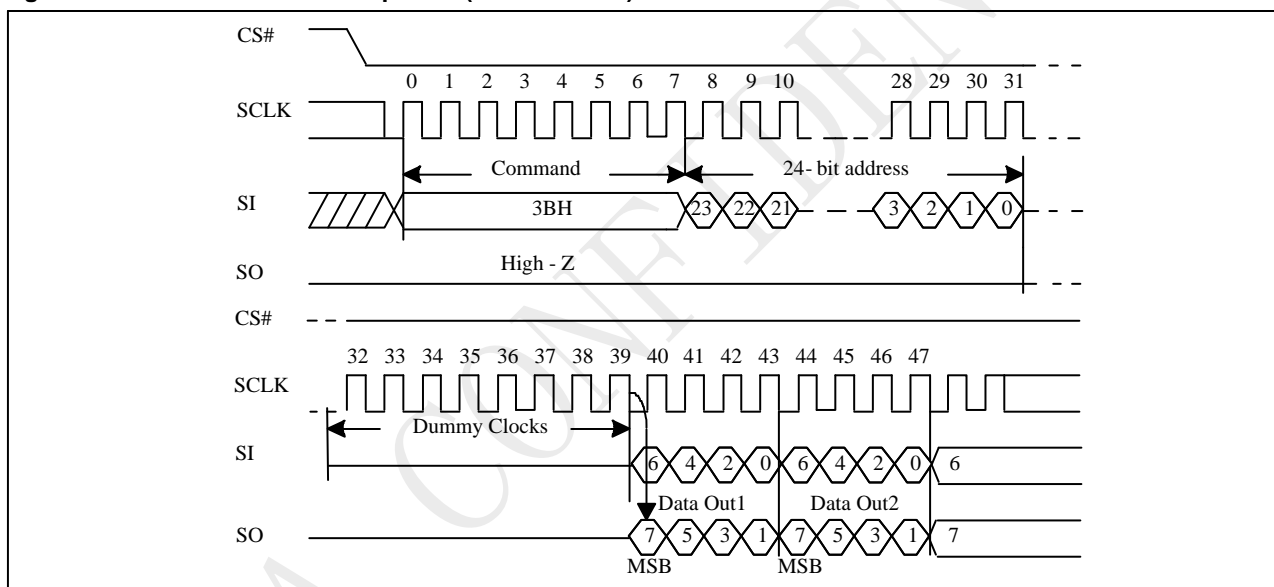 CS#
0 1 2 3 4 5 6 7 8 9 10 28 29 30 31
SCLK
Command 24- bit address
SI 3BH 23 22 21 3 2 1 0
High - Z
SO
CS#
32 33 34 35 36 37 38 39 40 41 42 43 44 45 46 47
SCLK
Dummy Clocks
SI 6 4 2 0 6 4 2 0 6
Data Out1 Data Out2
SO 7 5 3 1 7 5 3 1 7
MSB MSB